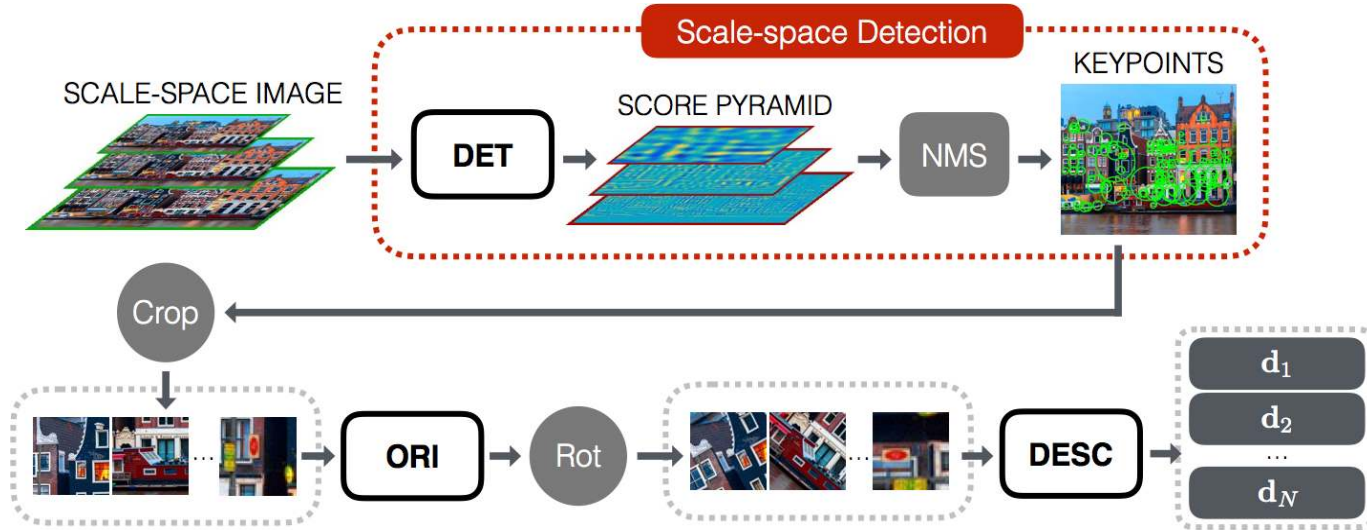 Scale-space Detection
SCALE-SPACE IMAGE
DET
SCORE PYRAMID
NMS
KEYPOINTS
Crop
...
ORI
Rot
...
DESC
d1
d2
...
dN